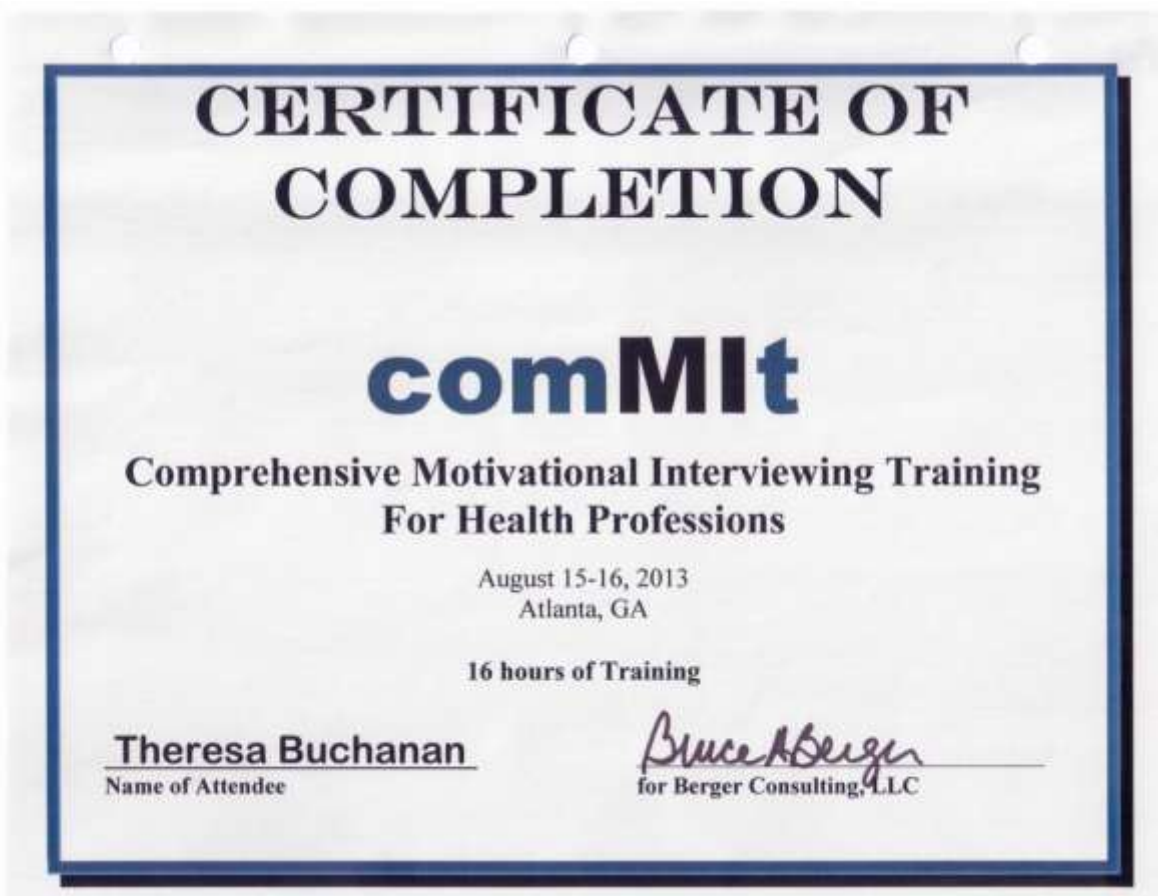 CERTIFICATE OF
COMPLETION
comMIt
Comprehensive Motivational Interviewing Training
For Health Professions
August 15-16, 2013
Atlanta, GA
16 hours of Training
Theresa Buchanan
Bruce A Berger
Name of Attendee
for Berger Consulting, LLC